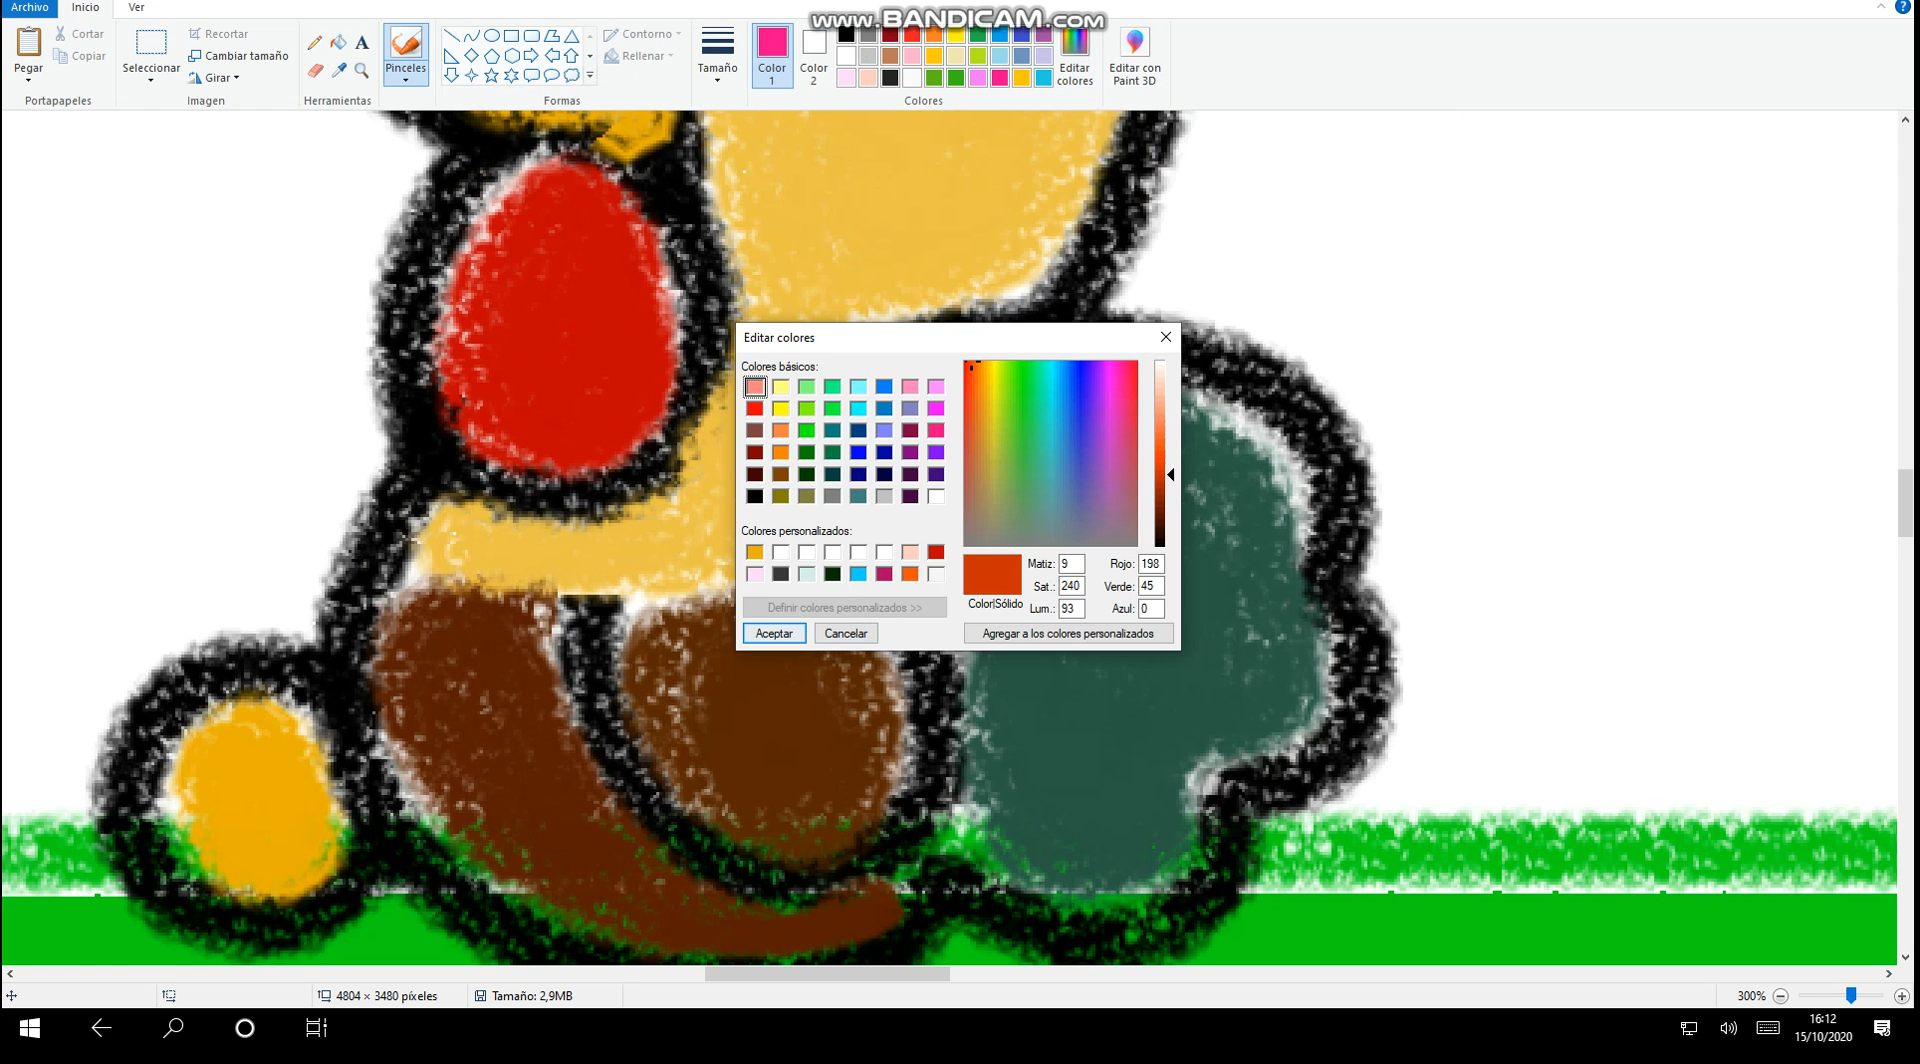 Archivo Inicio Ver
www.BANDICAM.com
Pegar
Cortar
Copiar
Portapapeles
Seleccionar
Recortar
Cambiar tamaño
Girar
Imagen
A
Herramientas
Pinceles
Contorno
Rellenar
Formas
Tamaño
Color
1
Color
2
Editar
colores
Colores
Editar con
Paint 3D
Editar colores
Colores básicos:
Colores personalizados:
Definir colores personalizados >>
Aceptar Cancelar
Color|Sólido
Matiz: 9 Rojo: 198
Sat.: 240 Verde: 45
Lum.: 93 Azul: 0
Agregar a los colores personalizados
4804 × 3480 píxeles Tamaño: 2,9MB 300%
16:12
15/10/2020